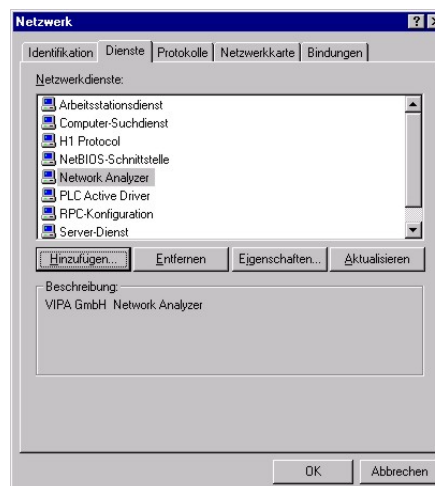 Netzwerk
Identifikation Dienste Protokolle Netzwerkkarte Bindungen
Netzwerkdienste:
Arbeitsstationsdienst
Computer-Suchdienst
H1 Protocol
NetBIOS-Schnittstelle
Network Analyzer
PLC Active Driver
RPC-Konfiguration
Server-Dienst
Hinzufügen... Entfernen Eigenschaften... Aktualisieren
Beschreibung:
VIPA GmbH Network Analyzer
OK Abbrechen